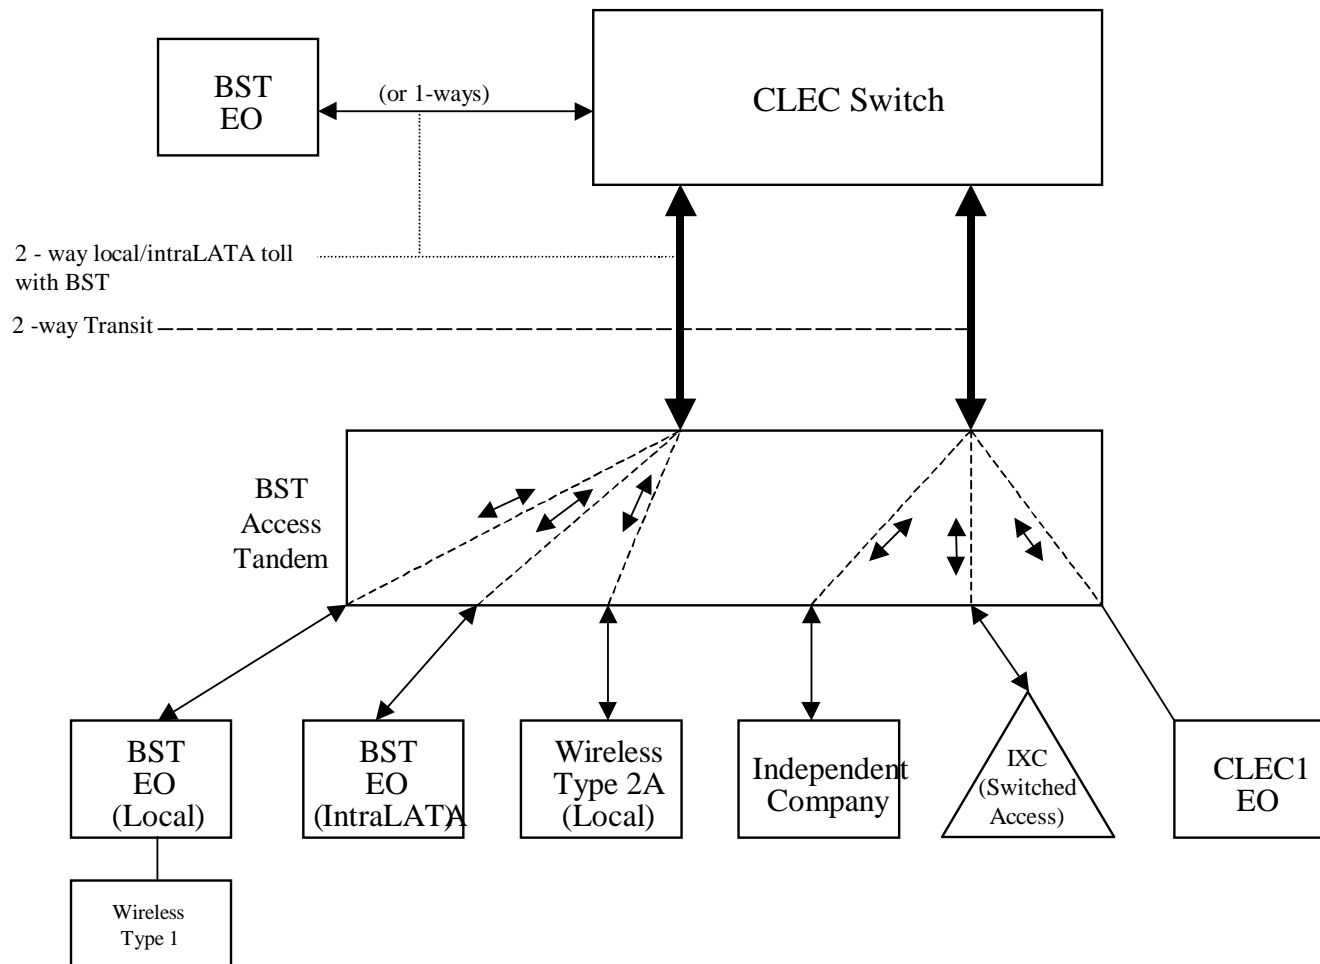 BST
EO
(or 1-ways)
CLEC Switch
2 - way local/intraLATA toll
with BST
2 -way Transit
BST
Access
Tandem
BST
EO
(Local)
BST
EO
(IntraLATA)
Wireless
Type 2A
(Local)
Independent
Company
IXC
(Switched
Access)
CLEC1
EO
Wireless
Type 1